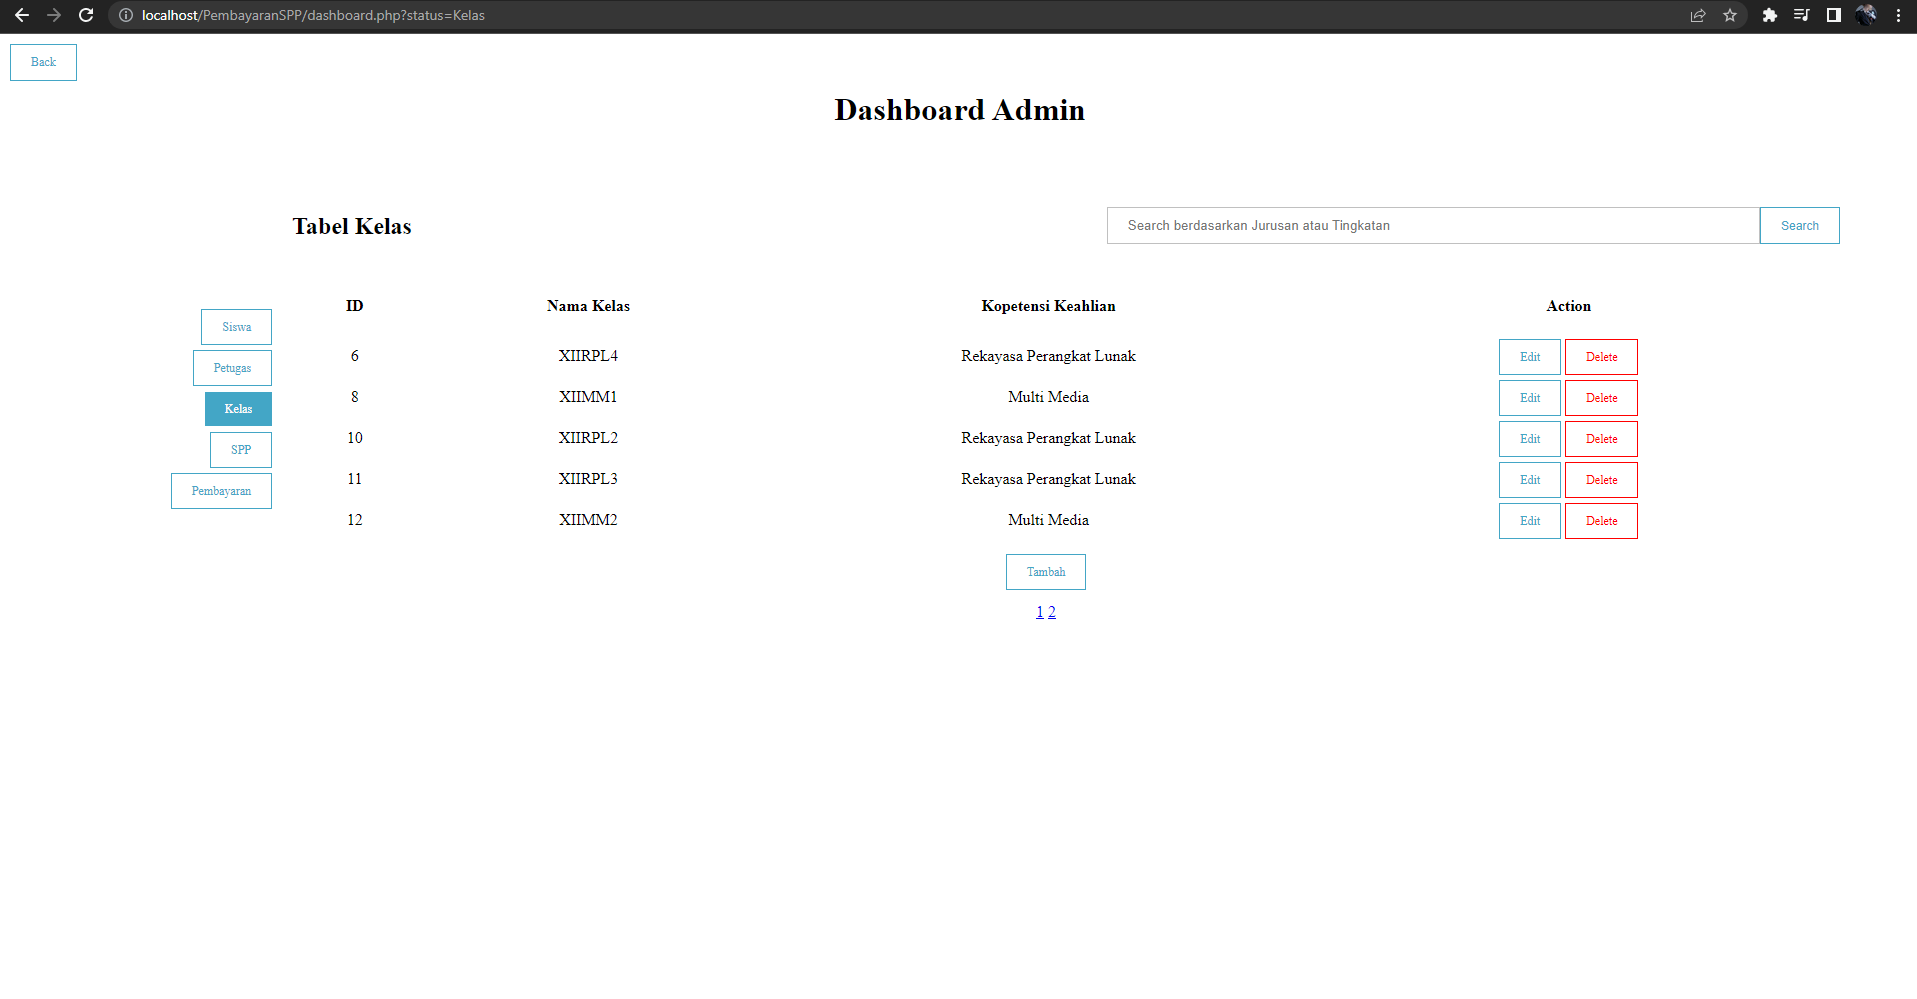 localhost/PembayaranSPP/dashboard.php?status=Kelas
Back
Dashboard Admin
Tabel Kelas
Search berdasarkan Jurusan atau Tingkatan Search
Siswa
Petugas
Kelas
SPP
Pembayaran
ID Nama Kelas Kopetensi Keahlian Action
6 XIIRPL4 Rekayasa Perangkat Lunak Edit Delete
8 XIIMM1 Multi Media Edit Delete
10 XIIRPL2 Rekayasa Perangkat Lunak Edit Delete
11 XIIRPL3 Rekayasa Perangkat Lunak Edit Delete
12 XIIMM2 Multi Media Edit Delete
Tambah
1 2